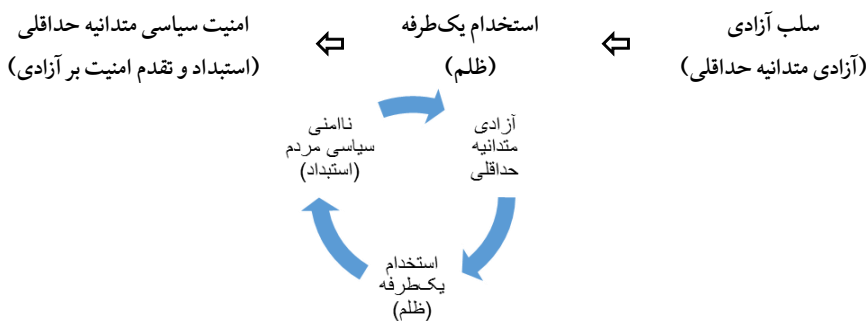 سلب آزادی
(آزادی متدانیه حداقلی)
استخدام یک‌طرفه
(ظلم)
امنیت سیاسی متدانیه حداقلی
(استبداد و تقدم امنیت بر آزادی)
آزادی
متدانیه
حداقلی
استخدام
یک‌طرفه
(ظلم)
ناامنی
سیاسی مردم
(استبداد)